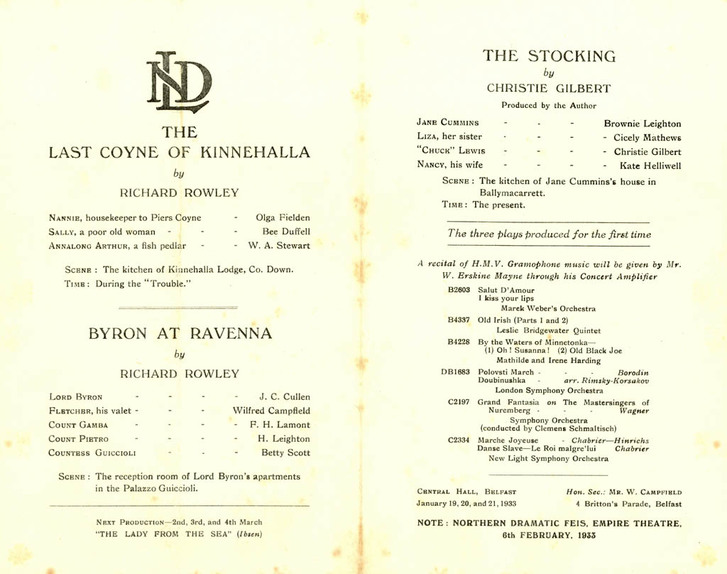 NLD
THE
LAST COYNE OF KINNEHALLA
by
RICHARD ROWLEY
NANNIE, housekeeper to Piers Coyne - Olga Fielden
SALLY, a poor old woman - - Bee Duffell
ANNALONG ARTHUR, a fish pedlar - - W. A. Stewart
SCENE : The kitchen of Kinnehalla Lodge, Co. Down.
TIME : During the "Trouble."
BYRON AT RAVENNA
by
RICHARD ROWLEY
LORD BYRON - - - - J. C. Cullen
FLETCHER, his valet - - - Wilfred Campfield
COUNT GAMBA - - - - F. H. Lamont
COUNT PIETRO - - - - H. Leighton
COUNTESS GUICCIOLI - - - Betty Scott
SCENE : The reception room of Lord Byron's apartments
in the Palazzo Guiccioli.
NEXT PRODUCTION—2nd, 3rd, and 4th March
"THE LADY FROM THE SEA" (Ibsen)
THE STOCKING
by
CHRISTIE GILBERT
Produced by the Author
JANE CUMMINS - - - Brownie Leighton
LIZA, her sister - - - - Cicely Mathews
"CHUCK" LEWIS - - - - Christie Gilbert
NANCY, his wife - - - - Kate Helliwell
SCENE : The kitchen of Jane Cummins's house in
Ballymacarrett.
TIME : The present.
The three plays produced for the first time
A recital of H.M.V. Gramophone music will be given by Mr.
W. Erskine Mayne through his Concert Amplifier
B2603 Salut D'Amour
I kiss your lips
Marek Weber's Orchestra
B4337 Old Irish (Parts 1 and 2)
Leslie Bridgewater Quintet
B4228 By the Waters of Minnetonka—
(1) Oh! Susanna! (2) Old Black Joe
Mathilde and Irene Harding
DB1683 Polovsti March - - - Borodin
Doubinushka - arr. Rimsky-Korsakov
London Symphony Orchestra
C2197 Grand Fantasia on The Mastersingers of
Nuremberg - - - Wagner
Symphony Orchestra
(conducted by Clemens Schmaltisch)
C2334 Marche Joyeuse - Chabrier—Hinrichs
Danse Slave—Le Roi malgre'lui Chabrier
New Light Symphony Orchestra
CENTRAL HALL, BELFAST Hon. Sec.: MR. W. CAMPFIELD
January 19, 20, and 21, 1933 4 Britton's Parade, Belfast
NOTE : NORTHERN DRAMATIC FEIS, EMPIRE THEATRE,
6th FEBRUARY, 1933